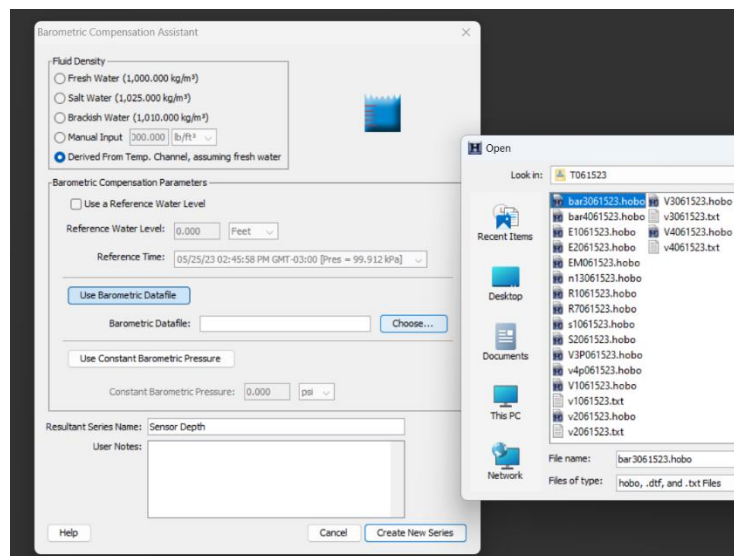 Barometric Compensation Assistant
Fluid Density
Fresh Water (1,000.000 kg/m³)
Salt Water (1,025.000 kg/m³)
Brackish Water (1,010.000 kg/m³)
Manual Input 000.000 lb/ft³
Derived From Temp. Channel, assuming fresh water
Barometric Compensation Parameters
Use a Reference Water Level
Reference Water Level: 0.000 Feet
Reference Time: 05/25/23 02:45:58 PM GMT-03:00 [Pres = 99.912 kPa]
Use Barometric Datafile
Barometric Datafile: Choose...
Use Constant Barometric Pressure
Constant Barometric Pressure: 0.000 psi
Resultant Series Name: Sensor Depth
User Notes:
Help Cancel Create New Series
Open
Look in: T061523
Recent Items
Desktop
Documents
This PC
Network
bar3061523.hobo V3061523.hobo
bar4061523.hobo v3061523.txt
E1061523.hobo V4061523.hobo
E2061523.hobo v4061523.txt
EM061523.hobo
n13061523.hobo
R1061523.hobo
R7061523.hobo
s1061523.hobo
S2061523.hobo
V3P061523.hobo
v4p061523.hobo
V1061523.hobo
v1061523.txt
v2061523.hobo
v2061523.txt
File name: bar3061523.hobo
Files of type: hobo, .dtf, and .txt Files